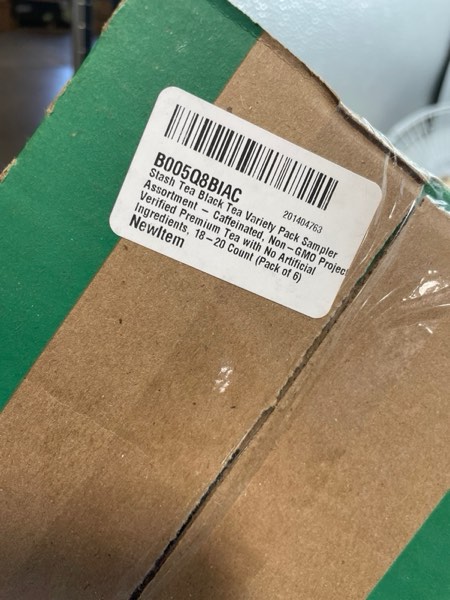 B005Q8BIAC
201404763
Stash Tea Black Tea Variety Pack Sampler
Assortment - Caffeinated, Non-GMO Project
Verified Premium Tea with No Artificial
Ingredients, 18-20 Count (Pack of 6)
NewItem